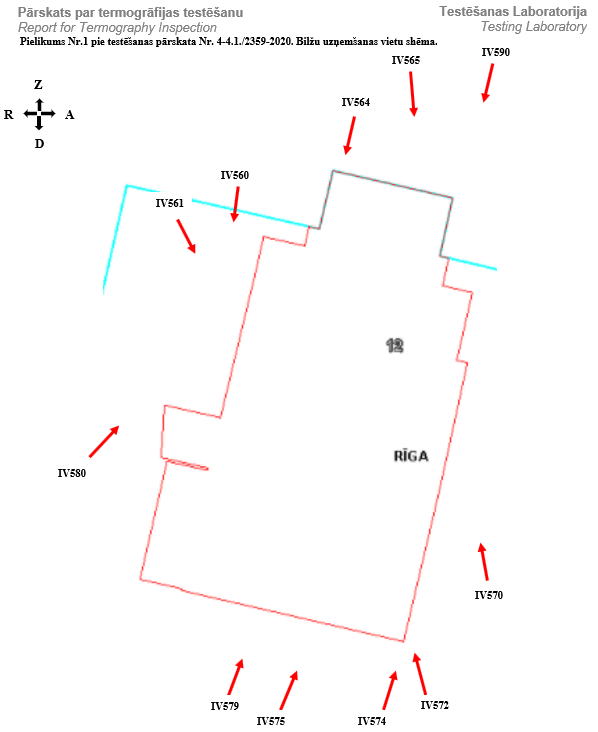 Pārskats par termogrāfijas testēšanu
Testēšanas Laboratorija
Report for Termography Inspection
Testing Laboratory
Pielikums Nr.1 pie testēšanas pārskata Nr. 4-4.1./2359-2020. Bilžu uzņemšanas vietu shēma.
IV590
IV565
Z
IV564
R
A
D
IV560
IV561
12
RĪGA
IV580
IV570
IV579
IV575
IV574
IV572